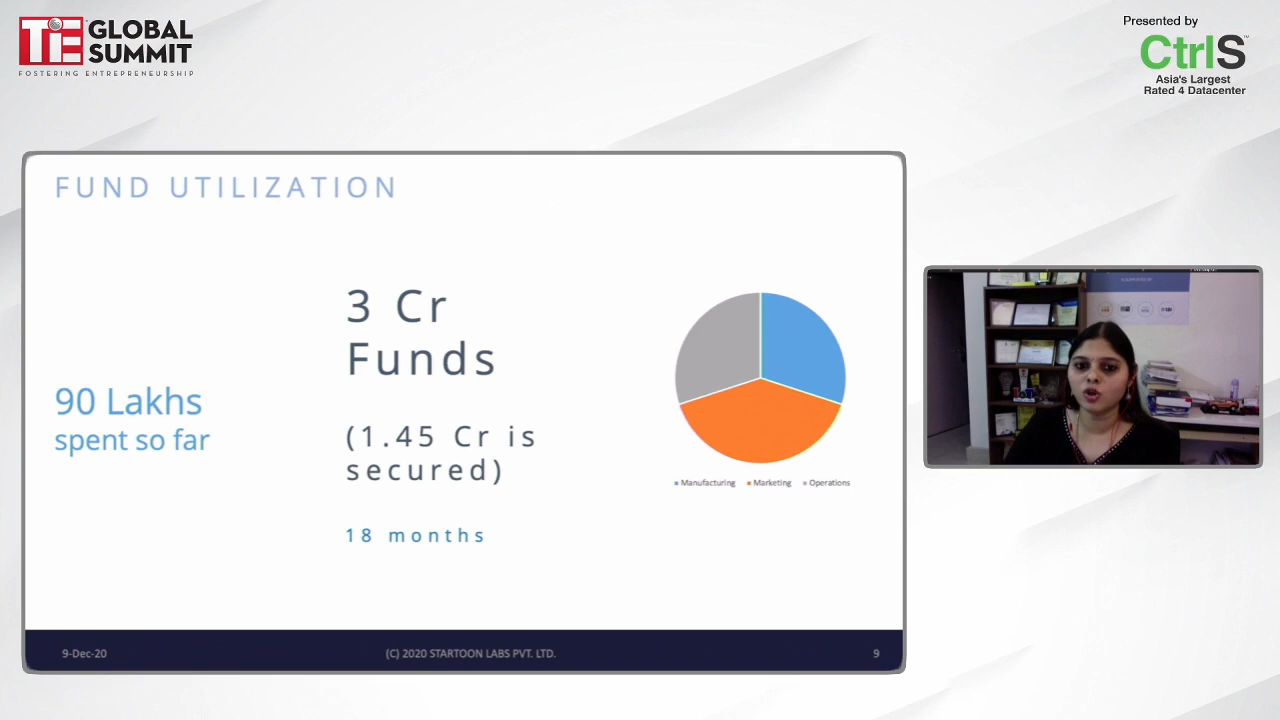 TiE GLOBAL
SUMMIT
FOSTERING ENTREPRENEURSHIP
Presented by
CtrlS
Asia's Largest
Rated 4 Datacenter
FUND UTILIZATION
90 Lakhs
spent so far
3 Cr
Funds
(1.45 Cr is
secured)
18 months
Manufacturing Marketing Operations
9-Dec-20 (C) 2020 STARTOON LABS PVT. LTD. 9